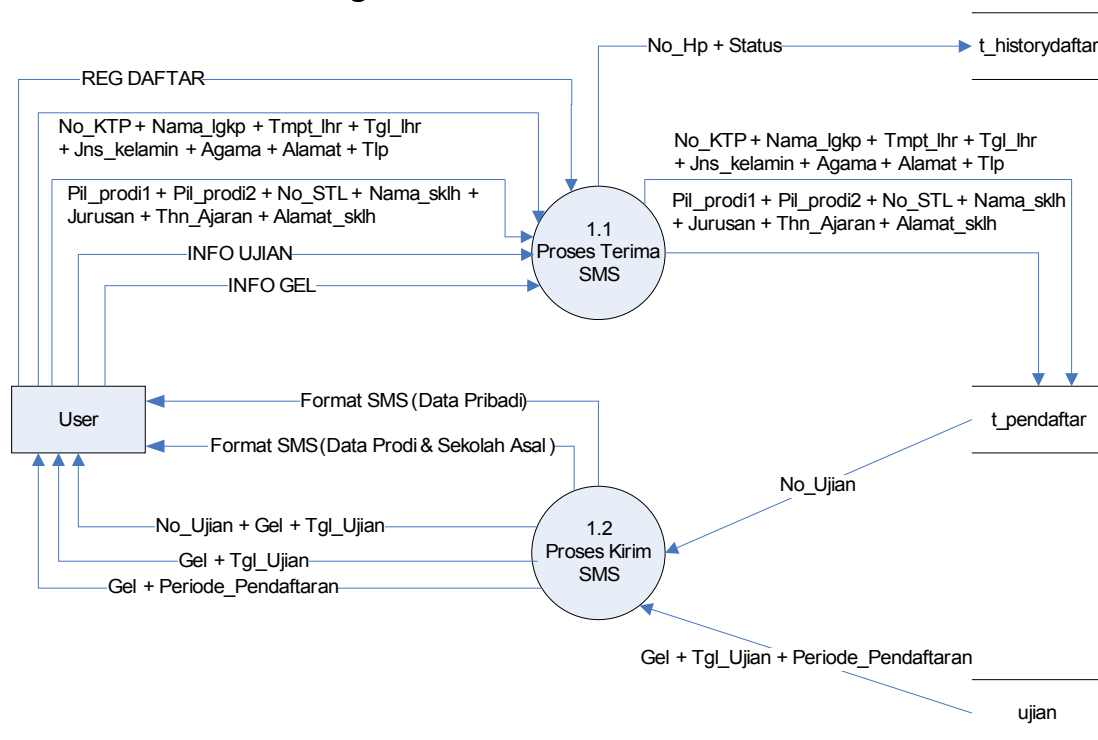 No_Hp + Status
t_historydaftar
REG DAFTAR
No_KTP + Nama_lgkp + Tmpt_lhr + Tgl_lhr
+ Jns_kelamin + Agama + Alamat + Tlp
No_KTP + Nama_lgkp + Tmpt_lhr + Tgl_lhr
+ Jns_kelamin + Agama + Alamat + Tlp
Pil_prodi1 + Pil_prodi2 + No_STL + Nama_sklh +
Jurusan + Thn_Ajaran + Alamat_sklh
Pil_prodi1 + Pil_prodi2 + No_STL + Nama_sklh
+ Jurusan + Thn_Ajaran + Alamat_sklh
1.1
Proses Terima
SMS
INFO UJIAN
INFO GEL
User
Format SMS (Data Pribadi)
Format SMS (Data Prodi & Sekolah Asal )
t_pendaftar
No_Ujian
1.2
Proses Kirim
SMS
No_Ujian + Gel + Tgl_Ujian
Gel + Tgl_Ujian
Gel + Periode_Pendaftaran
Gel + Tgl_Ujian + Periode_Pendaftaran
ujian